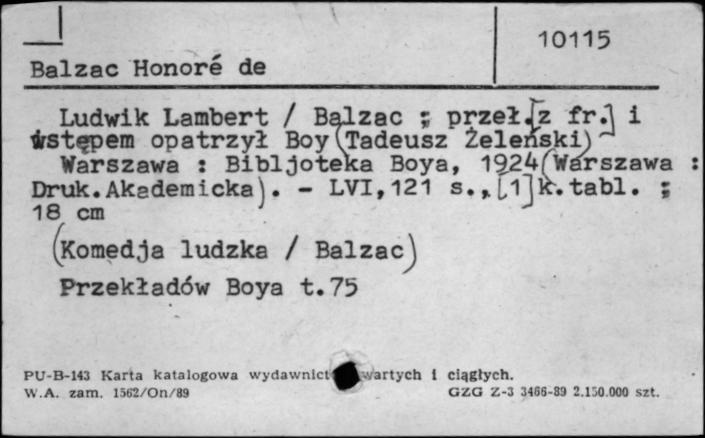 10115
Balzac Honoré de
Ludwik Lambert / Balzac ; przeł.[z fr.] i
wstępem opatrzył Boy(Tadeusz Żeleński)
Warszawa : Bibljoteka Boya, 1924(Warszawa :
Druk.Akademicka). - LVI,121 s.,[1]k.tabl. ;
18 cm
(Komedja ludzka / Balzac)
Przekładów Boya t.75
PU-B-143 Karta katalogowa wydawnict wartych i ciągłych.
W.A. zam. 1562/On/89 GZG Z-3 3466-89 2.150.000 szt.